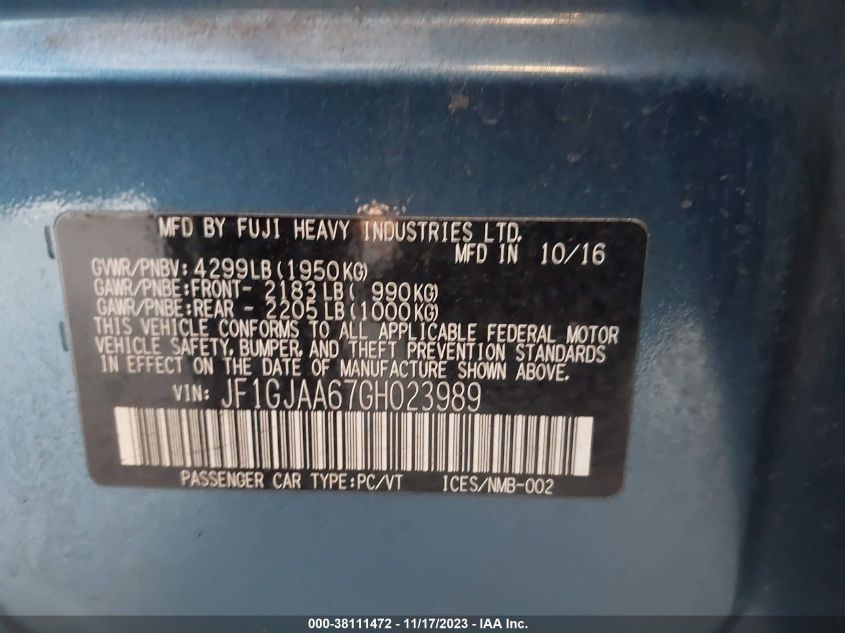 MFD BY FUJI HEAVY INDUSTRIES LTD.
MFD IN 10/16
GVWR/PNBV: 4299LB(1950KG)
GAWR/PNBE:FRONT- 2183LB( 990KG)
GAWR/PNBE:REAR - 2205LB(1000KG)
THIS VEHICLE CONFORMS TO ALL APPLICABLE FEDERAL MOTOR
VEHICLE SAFETY, BUMPER, AND THEFT PREVENTION STANDARDS
IN EFFECT ON THE DATE OF MANUFACTURE SHOWN ABOVE.
VIN: JF1GJAA67GH023989
PASSENGER CAR TYPE:PC/VT ICES/NMB-002
000-38111472 - 11/17/2023 - IAA Inc.